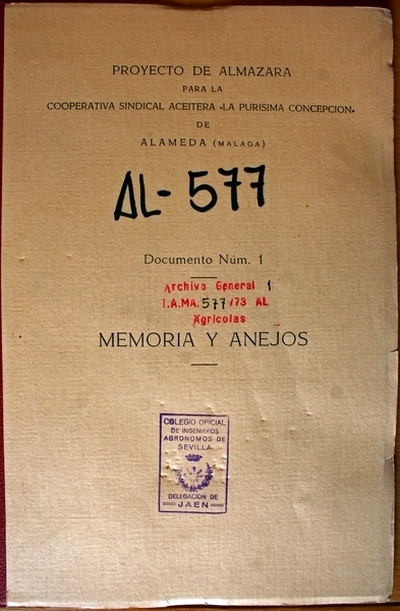 PROYECTO DE ALMAZARA
PARA LA
COOPERATIVA SINDICAL ACEITERA «LA PURISIMA CONCEPCION»
DE
ALAMEDA (MALAGA)
AL- 577
Documento Núm. 1
Archivo General 1
I.A.MA. 577/73 AL
Agrícolas
MEMORIA Y ANEJOS
COLEGIO OFICIAL
DE INGENIEROS
AGRONOMOS DE
SEVILLA
DELEGACION DE
JAEN